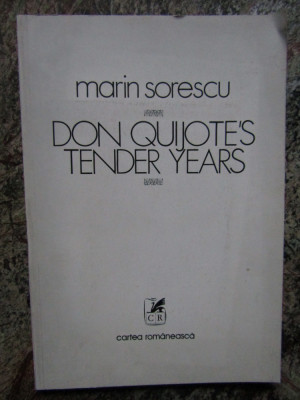 marin sorescu
DON QUIJOTE'S
TENDER YEARS
CR
cartea românească